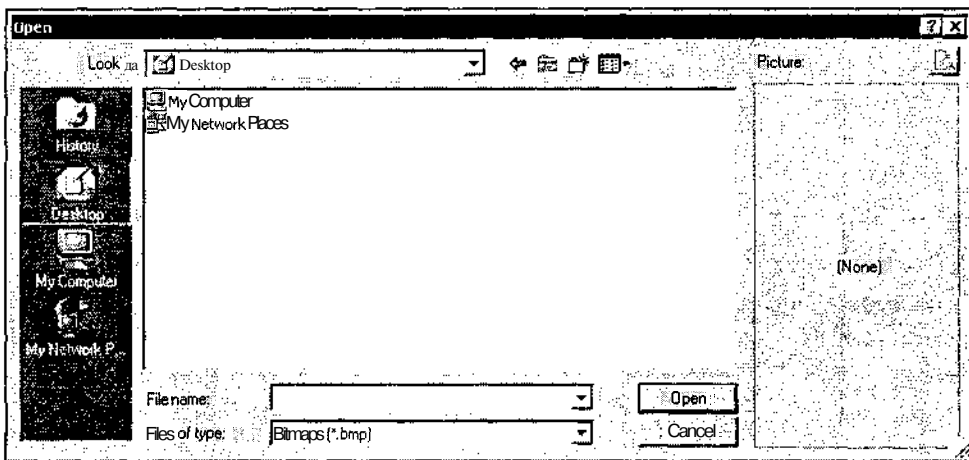 Open
Look да Desktop
Picture:
History
Desktop
My Computer
My Network P...
My Computer
My Network Places
(None)
File name:
Open
Files of type:
Bitmaps (*.bmp)
Cancel